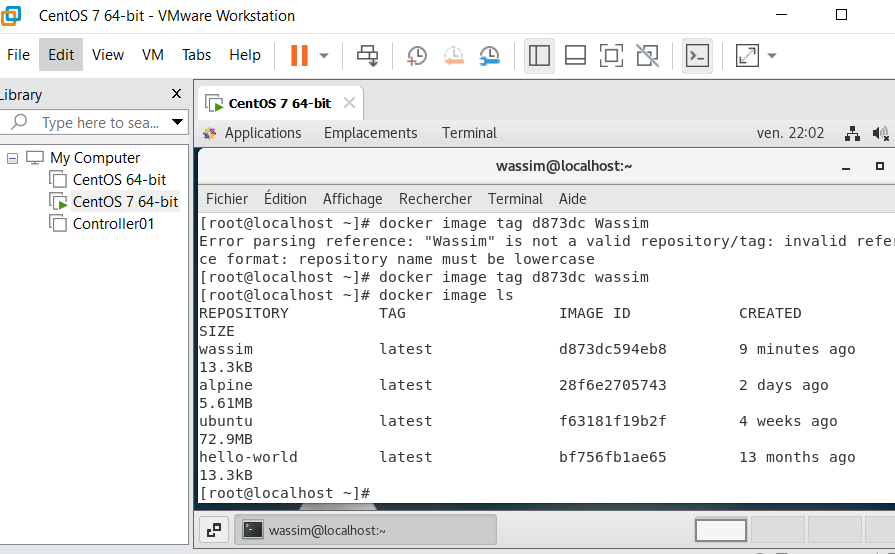 CentOS 7 64-bit - VMware Workstation
File Edit View VM Tabs Help
Library
Type here to sea...
My Computer
CentOS 64-bit
CentOS 7 64-bit
Controller01
CentOS 7 64-bit
Applications Emplacements Terminal ven. 22:02
wassim@localhost:~
Fichier Édition Affichage Rechercher Terminal Aide
[root@localhost ~]# docker image tag d873dc Wassim
Error parsing reference: "Wassim" is not a valid repository/tag: invalid refe
ce format: repository name must be lowercase
[root@localhost ~]# docker image tag d873dc wassim
[root@localhost ~]# docker image ls
REPOSITORY TAG IMAGE ID CREATED
SIZE
wassim latest d873dc594eb8 9 minutes ago
13.3kB
alpine latest 28f6e2705743 2 days ago
5.61MB
ubuntu latest f63181f19b2f 4 weeks ago
72.9MB
hello-world latest bf756fb1ae65 13 months ago
13.3kB
[root@localhost ~]#
wassim@localhost:~